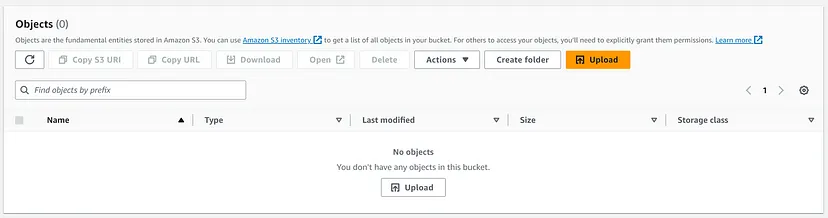 Objects (0)
Objects are the fundamental entities stored in Amazon S3. You can use Amazon S3 inventory to get a list of all objects in your bucket. For others to access your objects, you'll need to explicitly grant them permissions. Learn more
Copy S3 URI Copy URL Download Open Delete Actions Create folder Upload
Find objects by prefix 1
Name Type Last modified Size Storage class
No objects
You don't have any objects in this bucket.
Upload